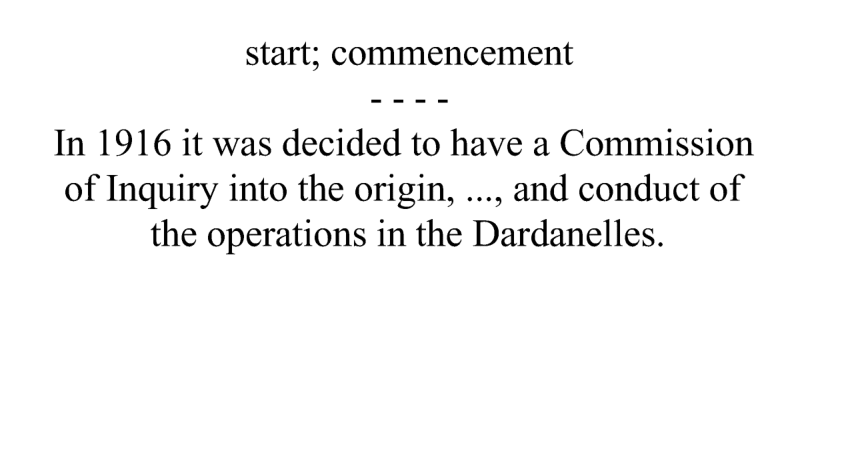 start; commencement
- - - -
In 1916 it was decided to have a Commission
of Inquiry into the origin, ..., and conduct of
the operations in the Dardanelles.